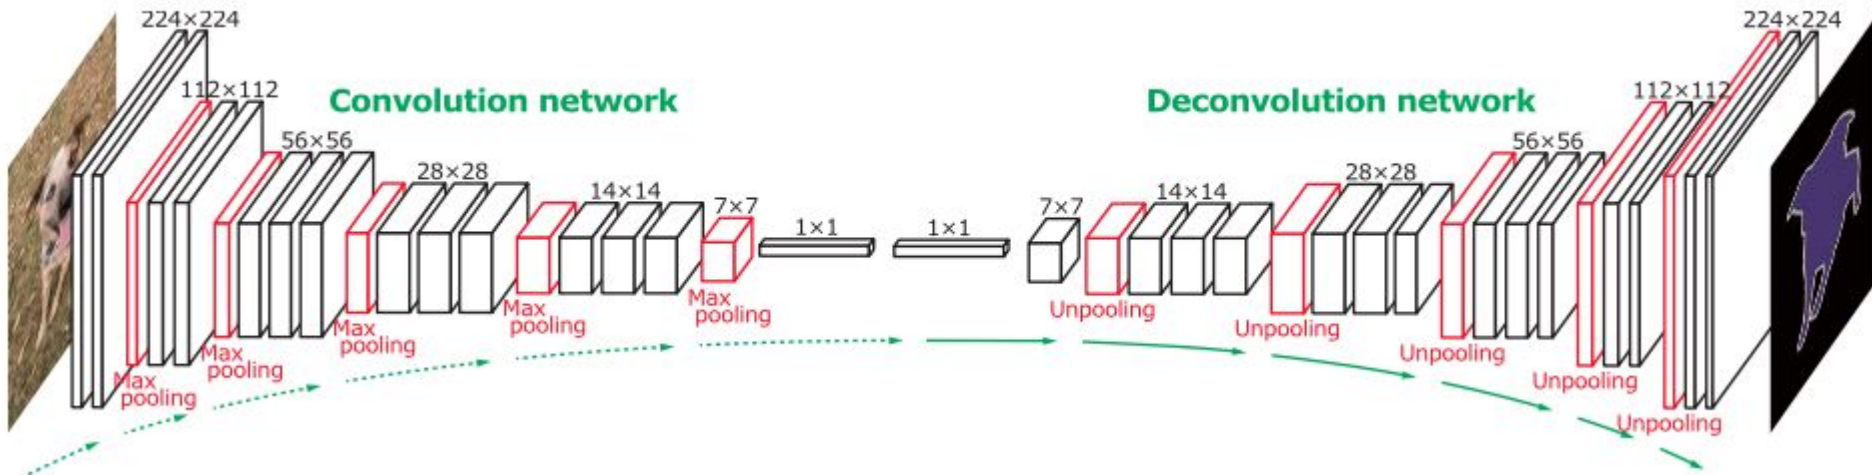 224×224
112×112
Convolution network
56×56
28×28
14×14
7×7
1×1
1×1
7×7
14×14
28×28
Deconvolution network
56×56
112×112
224×224
Max
pooling
Max
pooling
Max
pooling
Max
pooling
Max
pooling
Unpooling
Unpooling
Unpooling
Unpooling
Unpooling